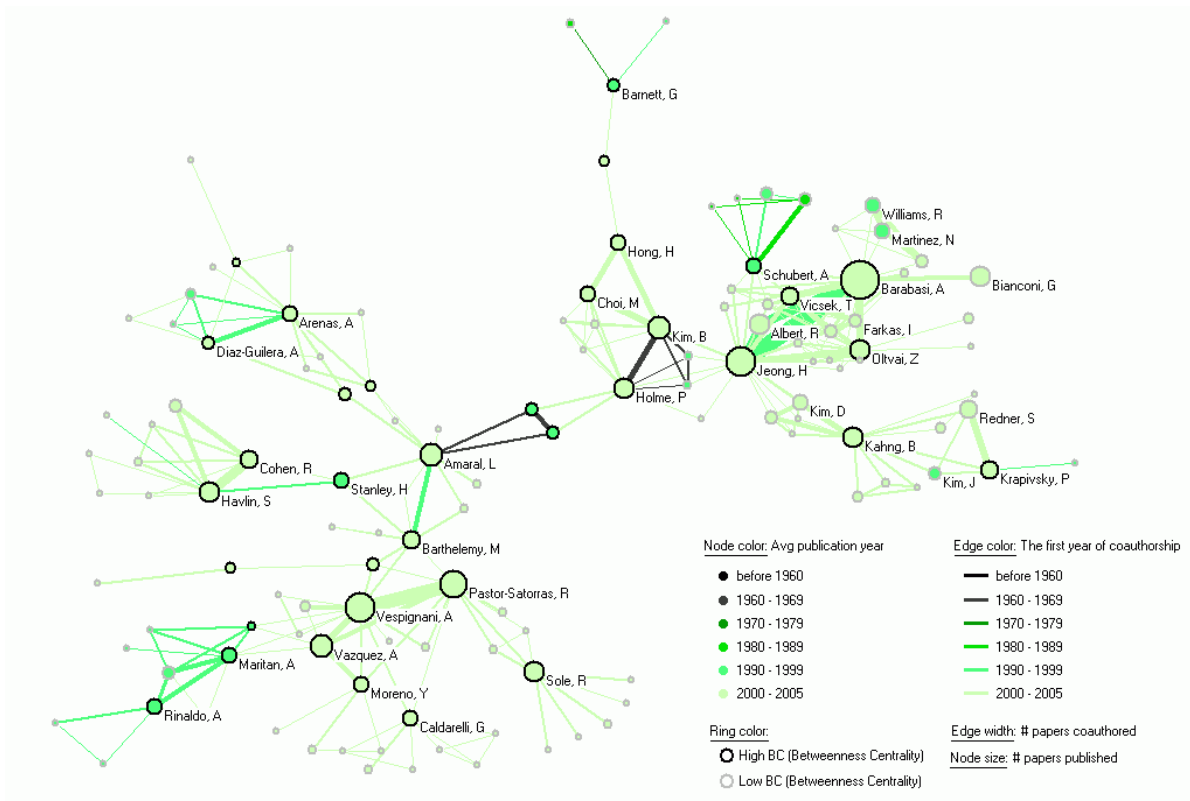 Barnett, G
Williams, R
Martinez, N
Hong, H
Schubert, A
Barabasi, A
Bianconi, G
Choi, M
Vicsek, T
Arenas, A
Kim, B
Albert, R
Farkas, I
Diaz-Guilera, A
Oltvai, Z
Jeong, H
Holme, P
Kim, D
Redner, S
Kahng, B
Cohen, R
Amaral, L
Stanley, H
Kim, J
Krapivsky, P
Havlin, S
Barthelemy, M
Pastor-Satorras, R
Vespignani, A
Vazquez, A
Maritan, A
Sole, R
Moreno, Y
Rinaldo, A
Caldarelli, G
Node color: Avg publication year
before 1960
1960 - 1969
1970 - 1979
1980 - 1989
1990 - 1999
2000 - 2005
Edge color: The first year of coauthorship
before 1960
1960 - 1969
1970 - 1979
1980 - 1989
1990 - 1999
2000 - 2005
Ring color:
High BC (Betweenness Centrality)
Low BC (Betweenness Centrality)
Edge width: # papers coauthored
Node size: # papers published